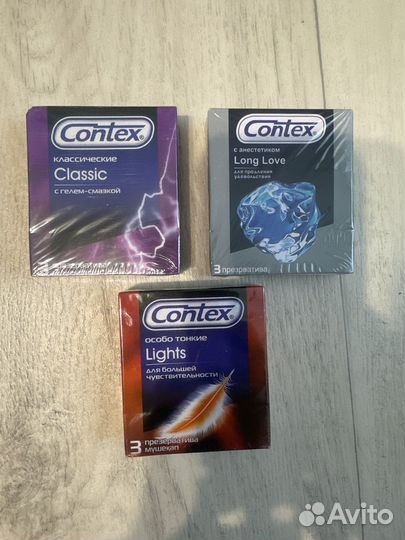 Contex®
классические
Classic
с гелем-смазкой
Contex®
с анестетиком
Long Love
для продления
удовольствия
3 презерватива
Contex®
особо тонкие
Lights
для большей
чувствительности
3 презерватива
мүшекап
Avito